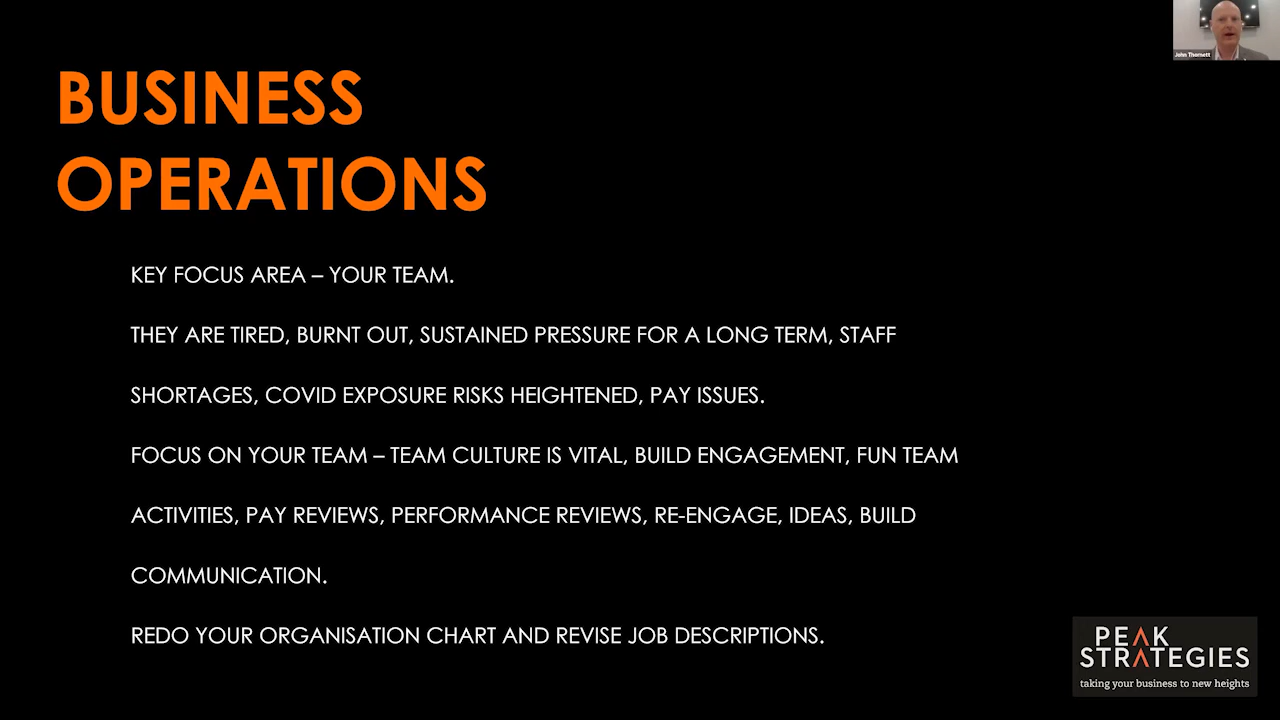 John Thornett
BUSINESS
OPERATIONS
KEY FOCUS AREA – YOUR TEAM.
THEY ARE TIRED, BURNT OUT, SUSTAINED PRESSURE FOR A LONG TERM, STAFF
SHORTAGES, COVID EXPOSURE RISKS HEIGHTENED, PAY ISSUES.
FOCUS ON YOUR TEAM – TEAM CULTURE IS VITAL, BUILD ENGAGEMENT, FUN TEAM
ACTIVITIES, PAY REVIEWS, PERFORMANCE REVIEWS, RE-ENGAGE, IDEAS, BUILD
COMMUNICATION.
REDO YOUR ORGANISATION CHART AND REVISE JOB DESCRIPTIONS.
PEAK
STRATEGIES
taking your business to new heights